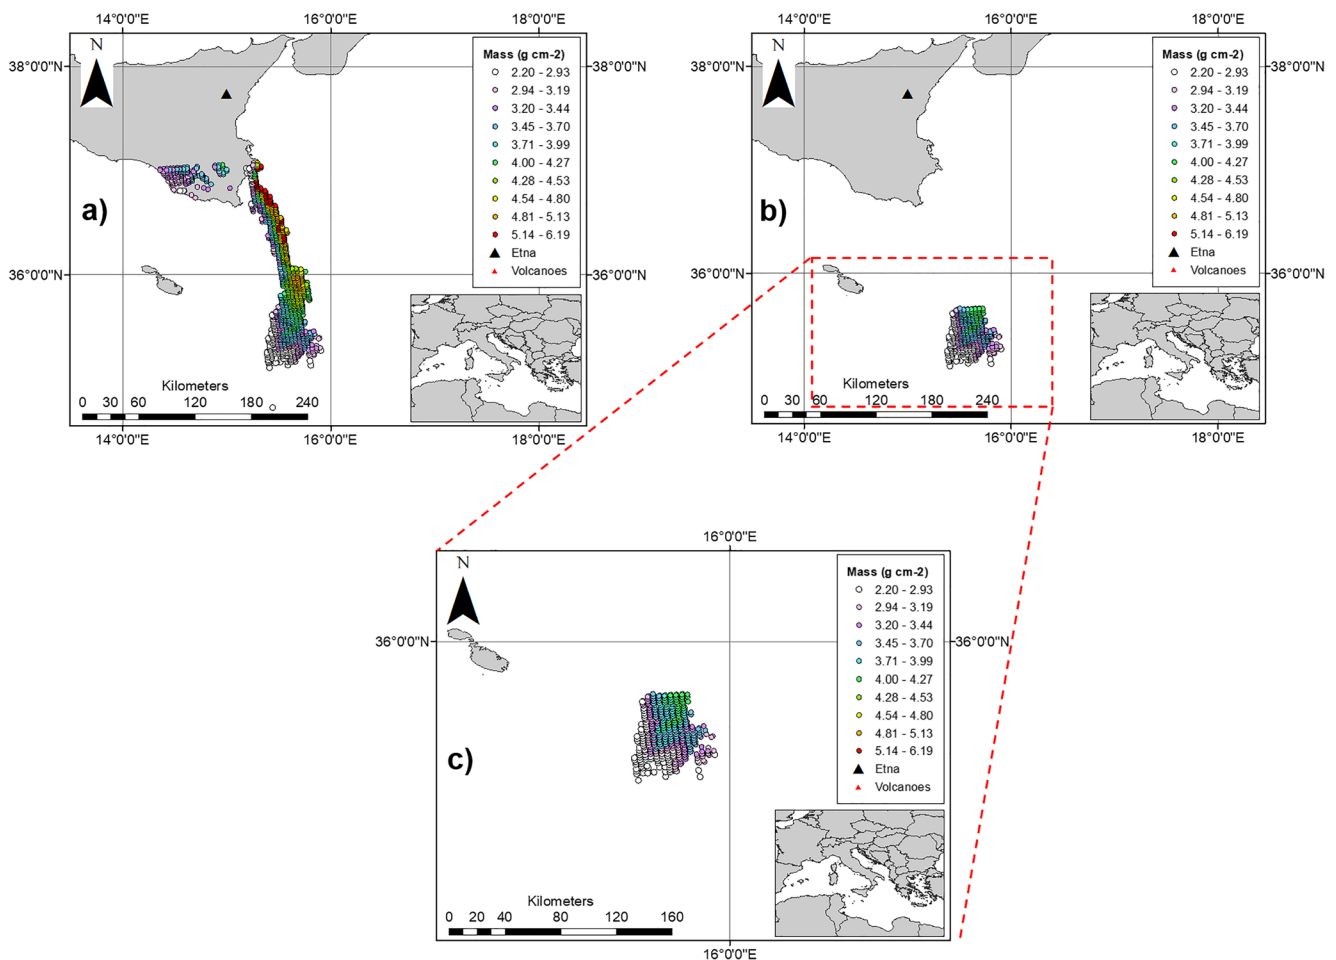 14°0'0"E 16°0'0"E 18°0'0"E
N
38°0'0"N
38°0'0"N
36°0'0"N
36°0'0"N
a)
Mass (g cm-2)
2.20 - 2.93
2.94 - 3.19
3.20 - 3.44
3.45 - 3.70
3.71 - 3.99
4.00 - 4.27
4.28 - 4.53
4.54 - 4.80
4.81 - 5.13
5.14 - 6.19
Etna
Volcanoes
Kilometers
0 30 60 120 180 240
14°0'0"E 16°0'0"E 18°0'0"E
14°0'0"E 16°0'0"E 18°0'0"E
N
38°0'0"N
36°0'0"N
b)
Mass (g cm-2)
2.20 - 2.93
2.94 - 3.19
3.20 - 3.44
3.45 - 3.70
3.71 - 3.99
4.00 - 4.27
4.28 - 4.53
4.54 - 4.80
4.81 - 5.13
5.14 - 6.19
Etna
Volcanoes
Kilometers
0 30 60 120 180 240
14°0'0"E 16°0'0"E 18°0'0"E
16°0'0"E
N
36°0'0"N
36°0'0"N
c)
Mass (g cm-2)
2.20 - 2.93
2.94 - 3.19
3.20 - 3.44
3.45 - 3.70
3.71 - 3.99
4.00 - 4.27
4.28 - 4.53
4.54 - 4.80
4.81 - 5.13
5.14 - 6.19
Etna
Volcanoes
Kilometers
0 20 40 80 120 160
16°0'0"E